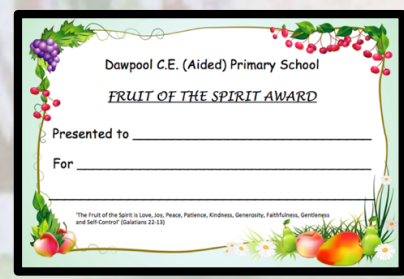 Dawpool C.E. (Aided) Primary School
FRUIT OF THE SPIRIT AWARD
Presented to
For
'The Fruit of the Spirit is Love, Joy, Peace, Patience, Kindness, Generosity, Faithfulness, Gentleness
and Self-Control' (Galatians 22-13)